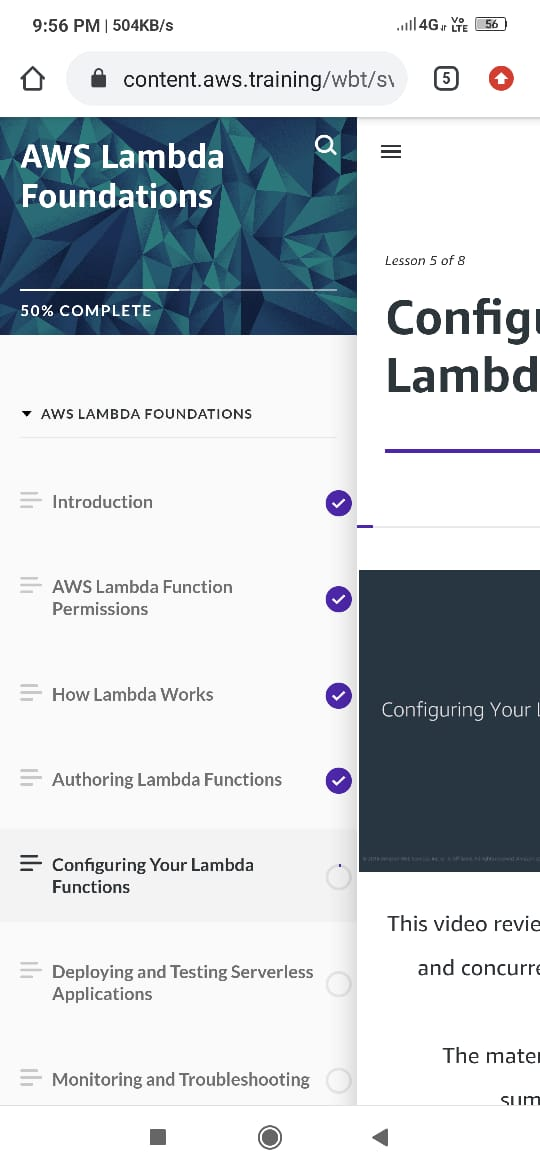 9:56 PM | 504KB/s
4G
Vo
LTE
56
content.aws.training/wbt/sv
5
AWS Lambda
Foundations
50% COMPLETE
AWS LAMBDA FOUNDATIONS
Introduction
AWS Lambda Function
Permissions
How Lambda Works
Authoring Lambda Functions
Configuring Your Lambda
Functions
Deploying and Testing Serverless
Applications
Monitoring and Troubleshooting
Lesson 5 of 8
Configu
Lambd
Configuring Your L
This video revie
and concurre
The mater
sum